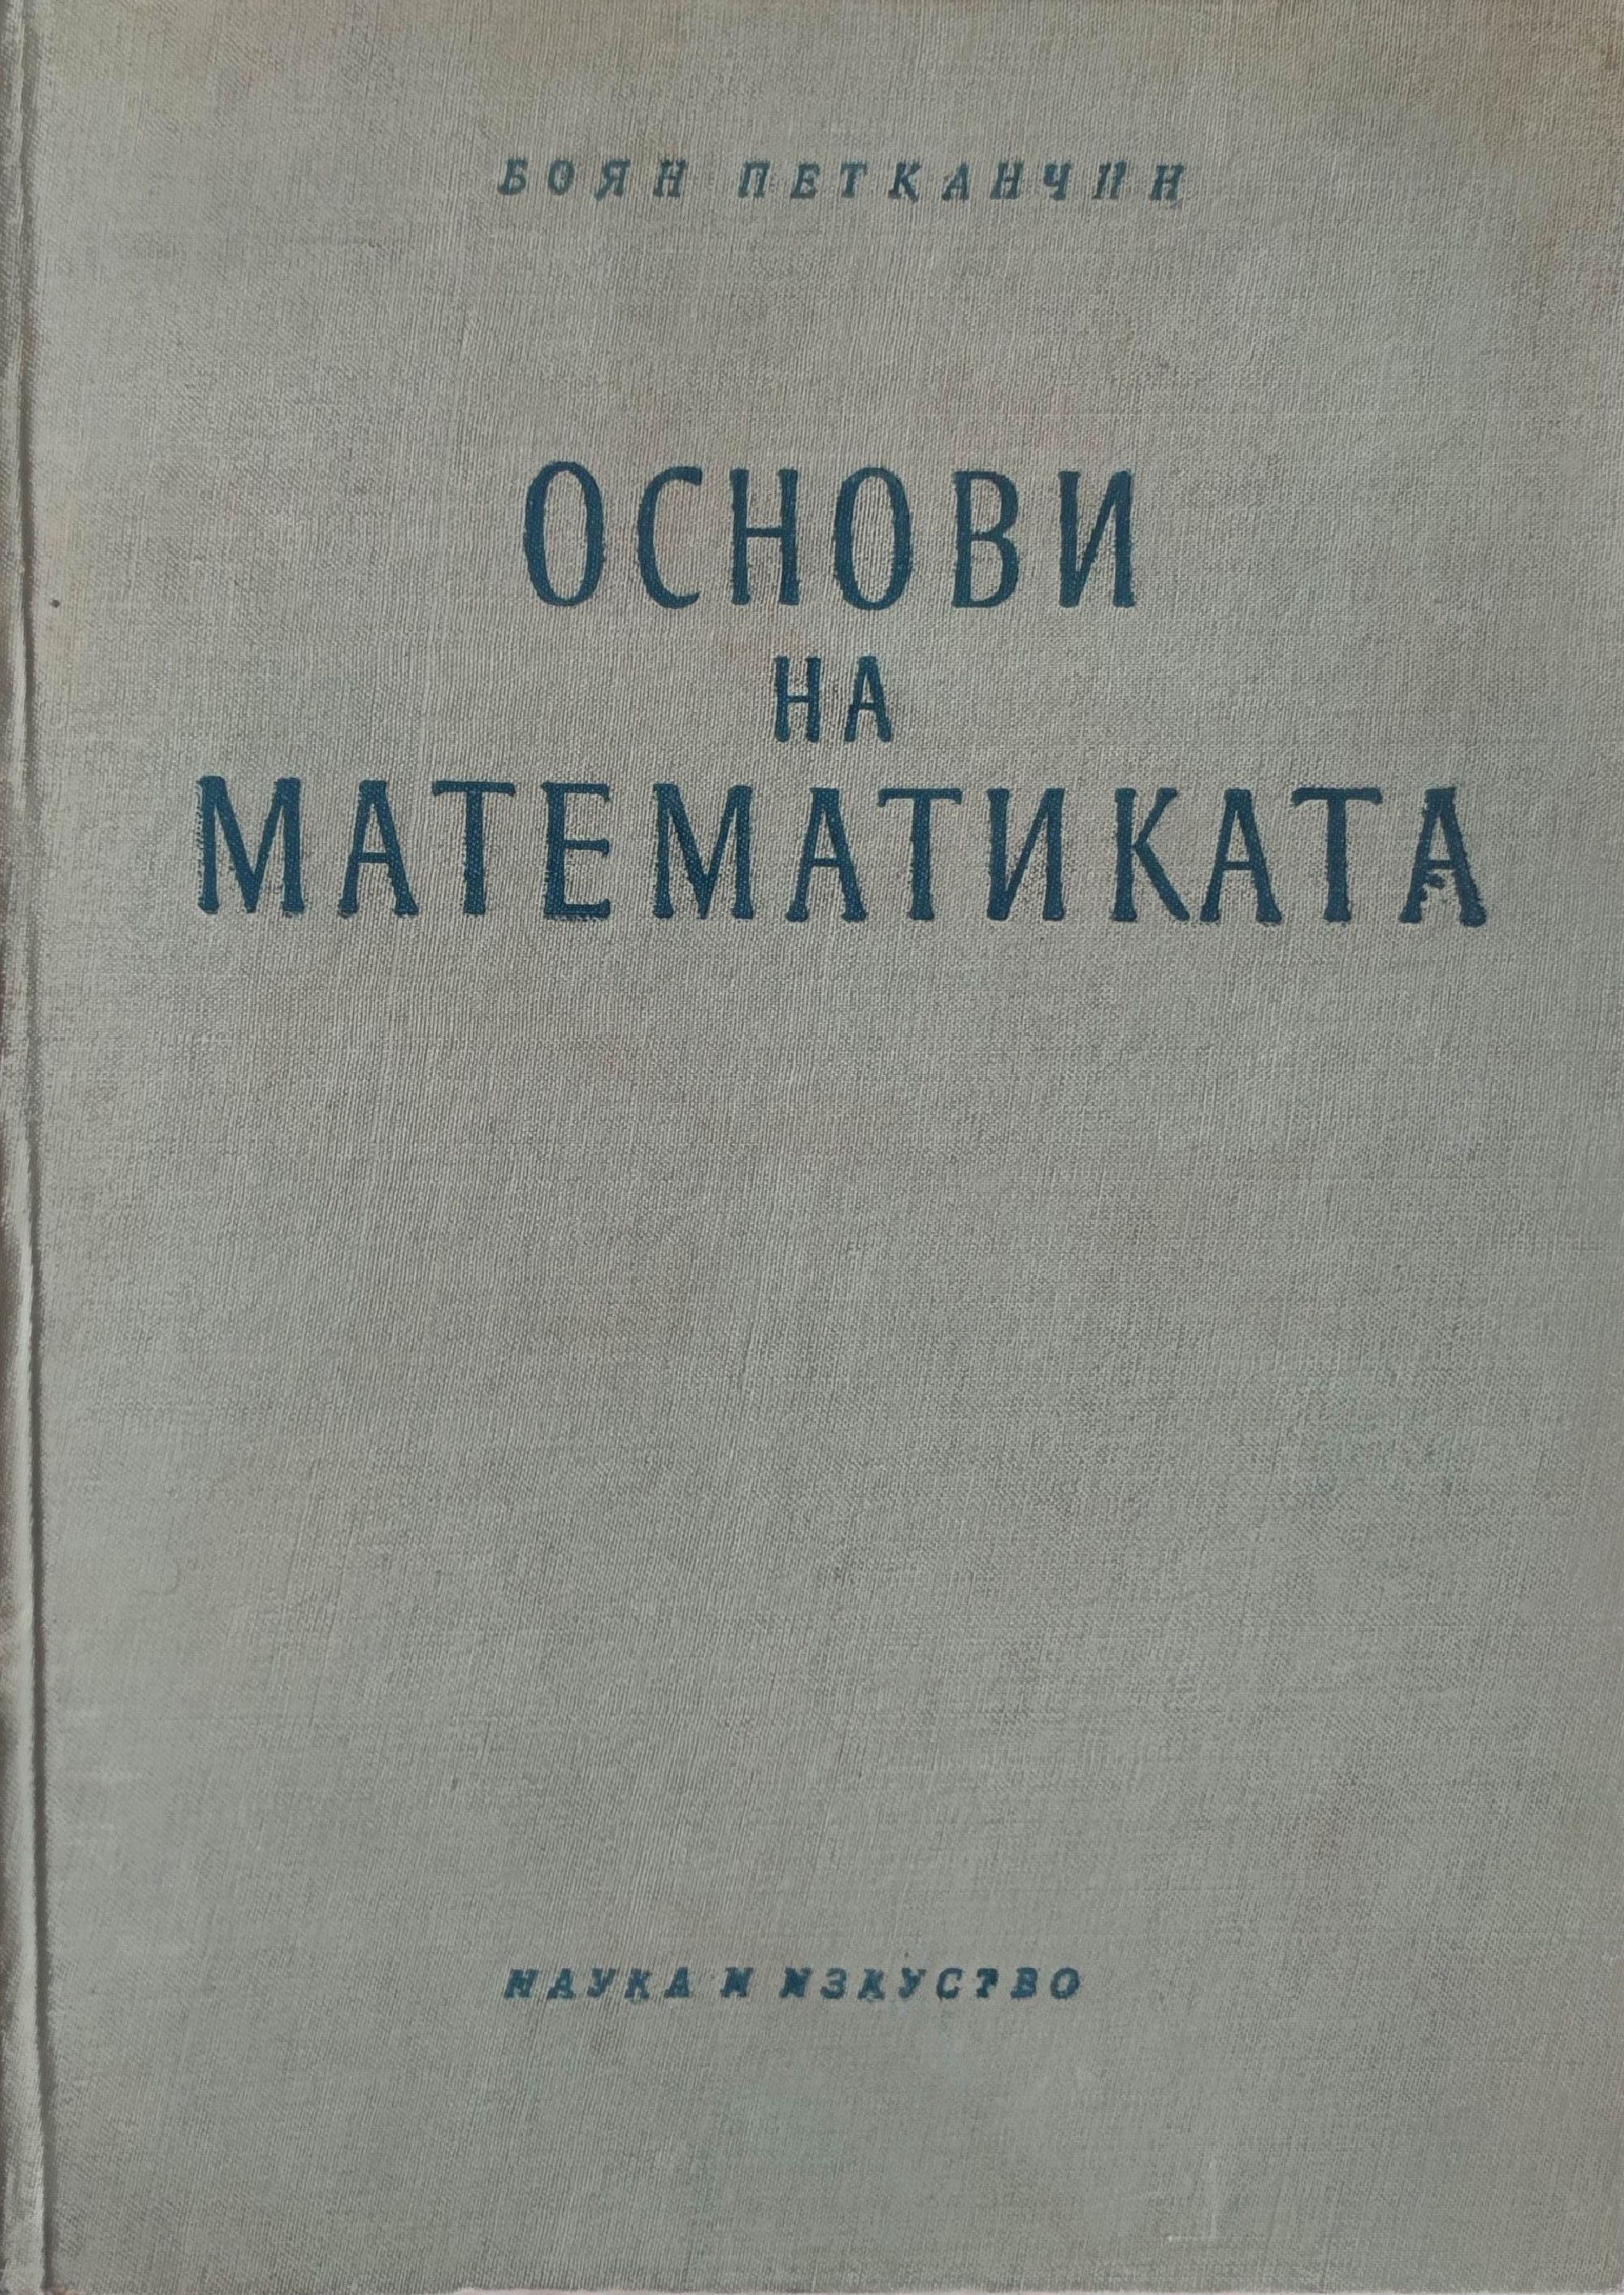 БОЯН ПЕТКАНЧИН
ОСНОВИ
НА
МАТЕМАТИКАТА
НАУКА И ИЗКУСТВО